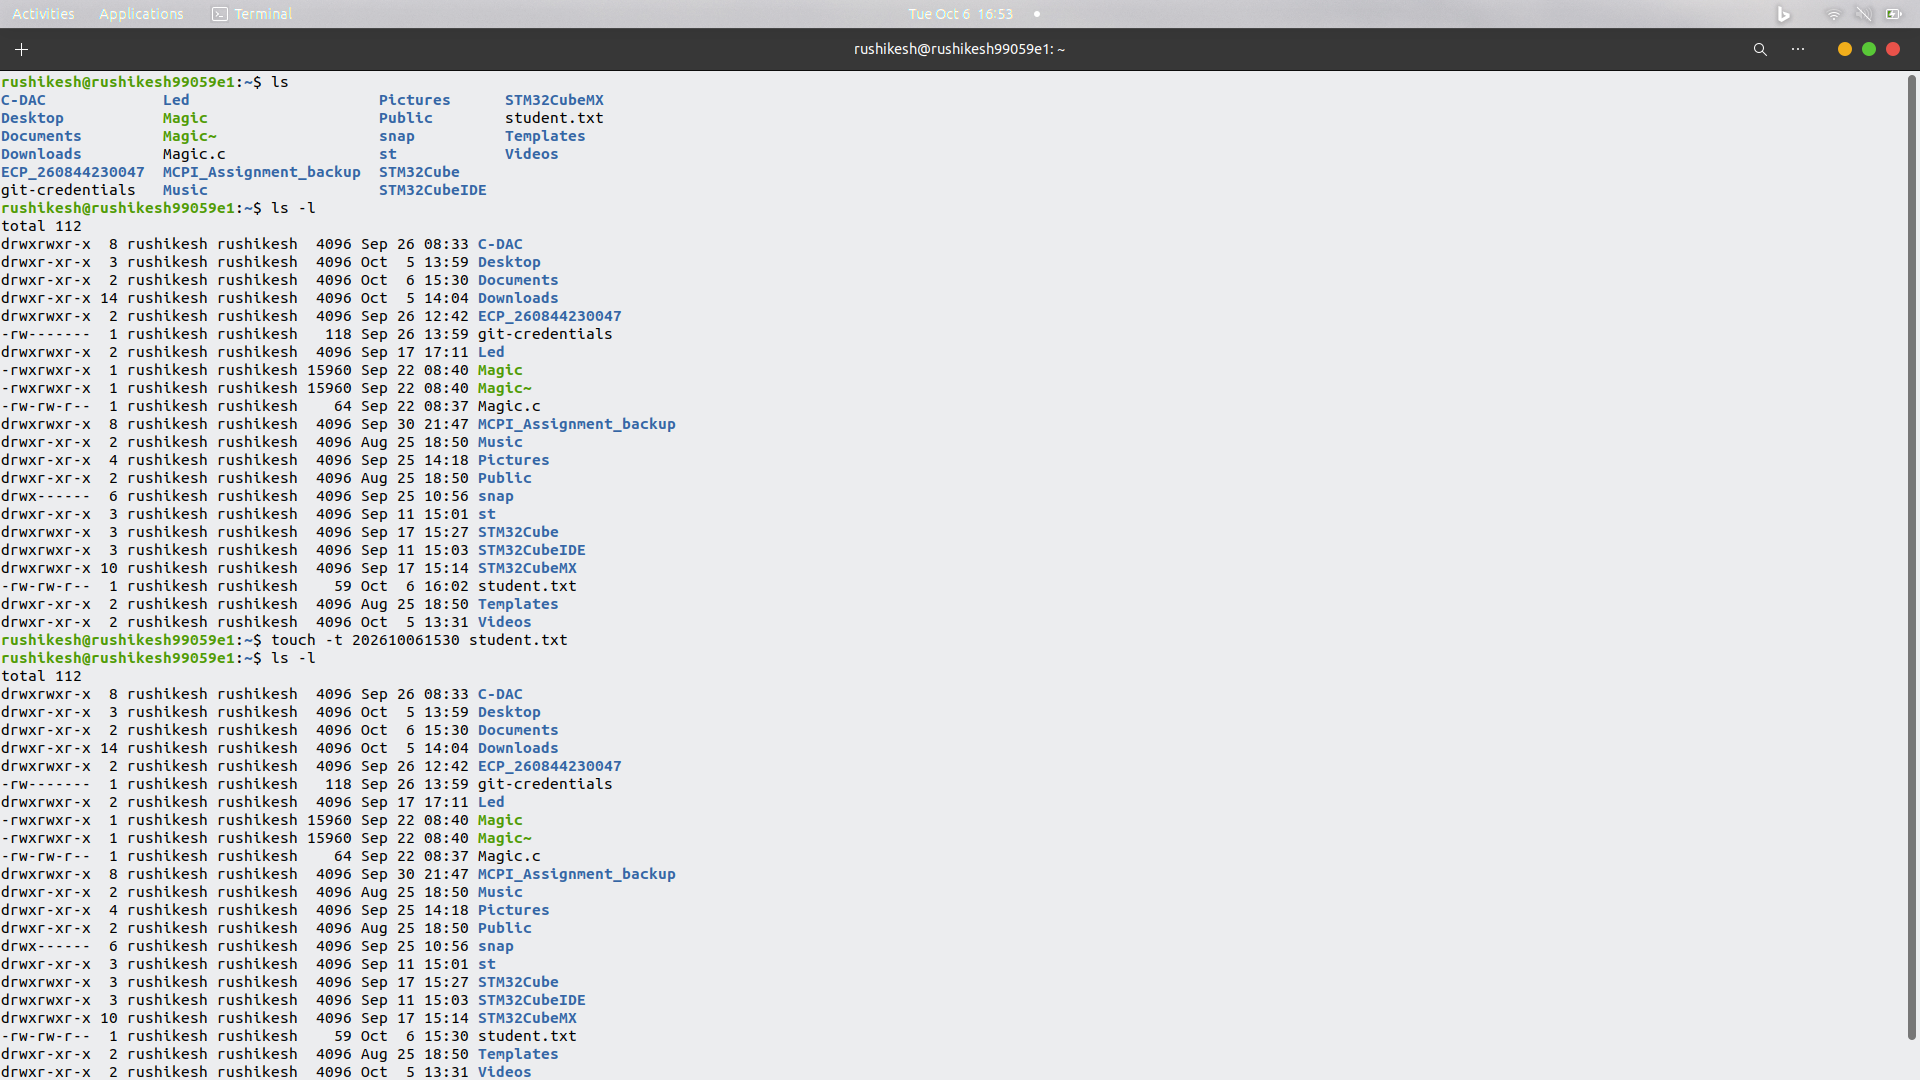 Activities Applications Terminal Tue Oct 6 16:53
rushikesh@rushikesh99059e1: ~
rushikesh@rushikesh99059e1:~$ ls
C-DAC Led Pictures STM32CubeMX
Desktop Magic Public student.txt
Documents Magic~ snap Templates
Downloads Magic.c st Videos
ECP_260844230047 MCPI_Assignment_backup STM32Cube
git-credentials Music STM32CubeIDE
rushikesh@rushikesh99059e1:~$ ls -l
total 112
drwxrwxr-x  8 rushikesh rushikesh  4096 Sep 26 08:33 C-DAC
drwxr-xr-x  3 rushikesh rushikesh  4096 Oct  5 13:59 Desktop
drwxr-xr-x  2 rushikesh rushikesh  4096 Oct  6 15:30 Documents
drwxr-xr-x 14 rushikesh rushikesh  4096 Oct  5 14:04 Downloads
drwxrwxr-x  2 rushikesh rushikesh  4096 Sep 26 12:42 ECP_260844230047
-rw-------  1 rushikesh rushikesh   118 Sep 26 13:59 git-credentials
drwxrwxr-x  2 rushikesh rushikesh  4096 Sep 17 17:11 Led
-rwxrwxr-x  1 rushikesh rushikesh 15960 Sep 22 08:40 Magic
-rwxrwxr-x  1 rushikesh rushikesh 15960 Sep 22 08:40 Magic~
-rw-rw-r--  1 rushikesh rushikesh    64 Sep 22 08:37 Magic.c
drwxrwxr-x  8 rushikesh rushikesh  4096 Sep 30 21:47 MCPI_Assignment_backup
drwxr-xr-x  2 rushikesh rushikesh  4096 Aug 25 18:50 Music
drwxr-xr-x  4 rushikesh rushikesh  4096 Sep 25 14:18 Pictures
drwxr-xr-x  2 rushikesh rushikesh  4096 Aug 25 18:50 Public
drwx------  6 rushikesh rushikesh  4096 Sep 25 10:56 snap
drwxr-xr-x  3 rushikesh rushikesh  4096 Sep 11 15:01 st
drwxrwxr-x  3 rushikesh rushikesh  4096 Sep 17 15:27 STM32Cube
drwxrwxr-x  3 rushikesh rushikesh  4096 Sep 11 15:03 STM32CubeIDE
drwxrwxr-x 10 rushikesh rushikesh  4096 Sep 17 15:14 STM32CubeMX
-rw-rw-r--  1 rushikesh rushikesh    59 Oct  6 16:02 student.txt
drwxr-xr-x  2 rushikesh rushikesh  4096 Aug 25 18:50 Templates
drwxr-xr-x  2 rushikesh rushikesh  4096 Oct  5 13:31 Videos
rushikesh@rushikesh99059e1:~$ touch -t 202610061530 student.txt
rushikesh@rushikesh99059e1:~$ ls -l
total 112
drwxrwxr-x  8 rushikesh rushikesh  4096 Sep 26 08:33 C-DAC
drwxr-xr-x  3 rushikesh rushikesh  4096 Oct  5 13:59 Desktop
drwxr-xr-x  2 rushikesh rushikesh  4096 Oct  6 15:30 Documents
drwxr-xr-x 14 rushikesh rushikesh  4096 Oct  5 14:04 Downloads
drwxrwxr-x  2 rushikesh rushikesh  4096 Sep 26 12:42 ECP_260844230047
-rw-------  1 rushikesh rushikesh   118 Sep 26 13:59 git-credentials
drwxrwxr-x  2 rushikesh rushikesh  4096 Sep 17 17:11 Led
-rwxrwxr-x  1 rushikesh rushikesh 15960 Sep 22 08:40 Magic
-rwxrwxr-x  1 rushikesh rushikesh 15960 Sep 22 08:40 Magic~
-rw-rw-r--  1 rushikesh rushikesh    64 Sep 22 08:37 Magic.c
drwxrwxr-x  8 rushikesh rushikesh  4096 Sep 30 21:47 MCPI_Assignment_backup
drwxr-xr-x  2 rushikesh rushikesh  4096 Aug 25 18:50 Music
drwxr-xr-x  4 rushikesh rushikesh  4096 Sep 25 14:18 Pictures
drwxr-xr-x  2 rushikesh rushikesh  4096 Aug 25 18:50 Public
drwx------  6 rushikesh rushikesh  4096 Sep 25 10:56 snap
drwxr-xr-x  3 rushikesh rushikesh  4096 Sep 11 15:01 st
drwxrwxr-x  3 rushikesh rushikesh  4096 Sep 17 15:27 STM32Cube
drwxrwxr-x  3 rushikesh rushikesh  4096 Sep 11 15:03 STM32CubeIDE
drwxrwxr-x 10 rushikesh rushikesh  4096 Sep 17 15:14 STM32CubeMX
-rw-rw-r--  1 rushikesh rushikesh    59 Oct  6 15:30 student.txt
drwxr-xr-x  2 rushikesh rushikesh  4096 Aug 25 18:50 Templates
drwxr-xr-x  2 rushikesh rushikesh  4096 Oct  5 13:31 Videos